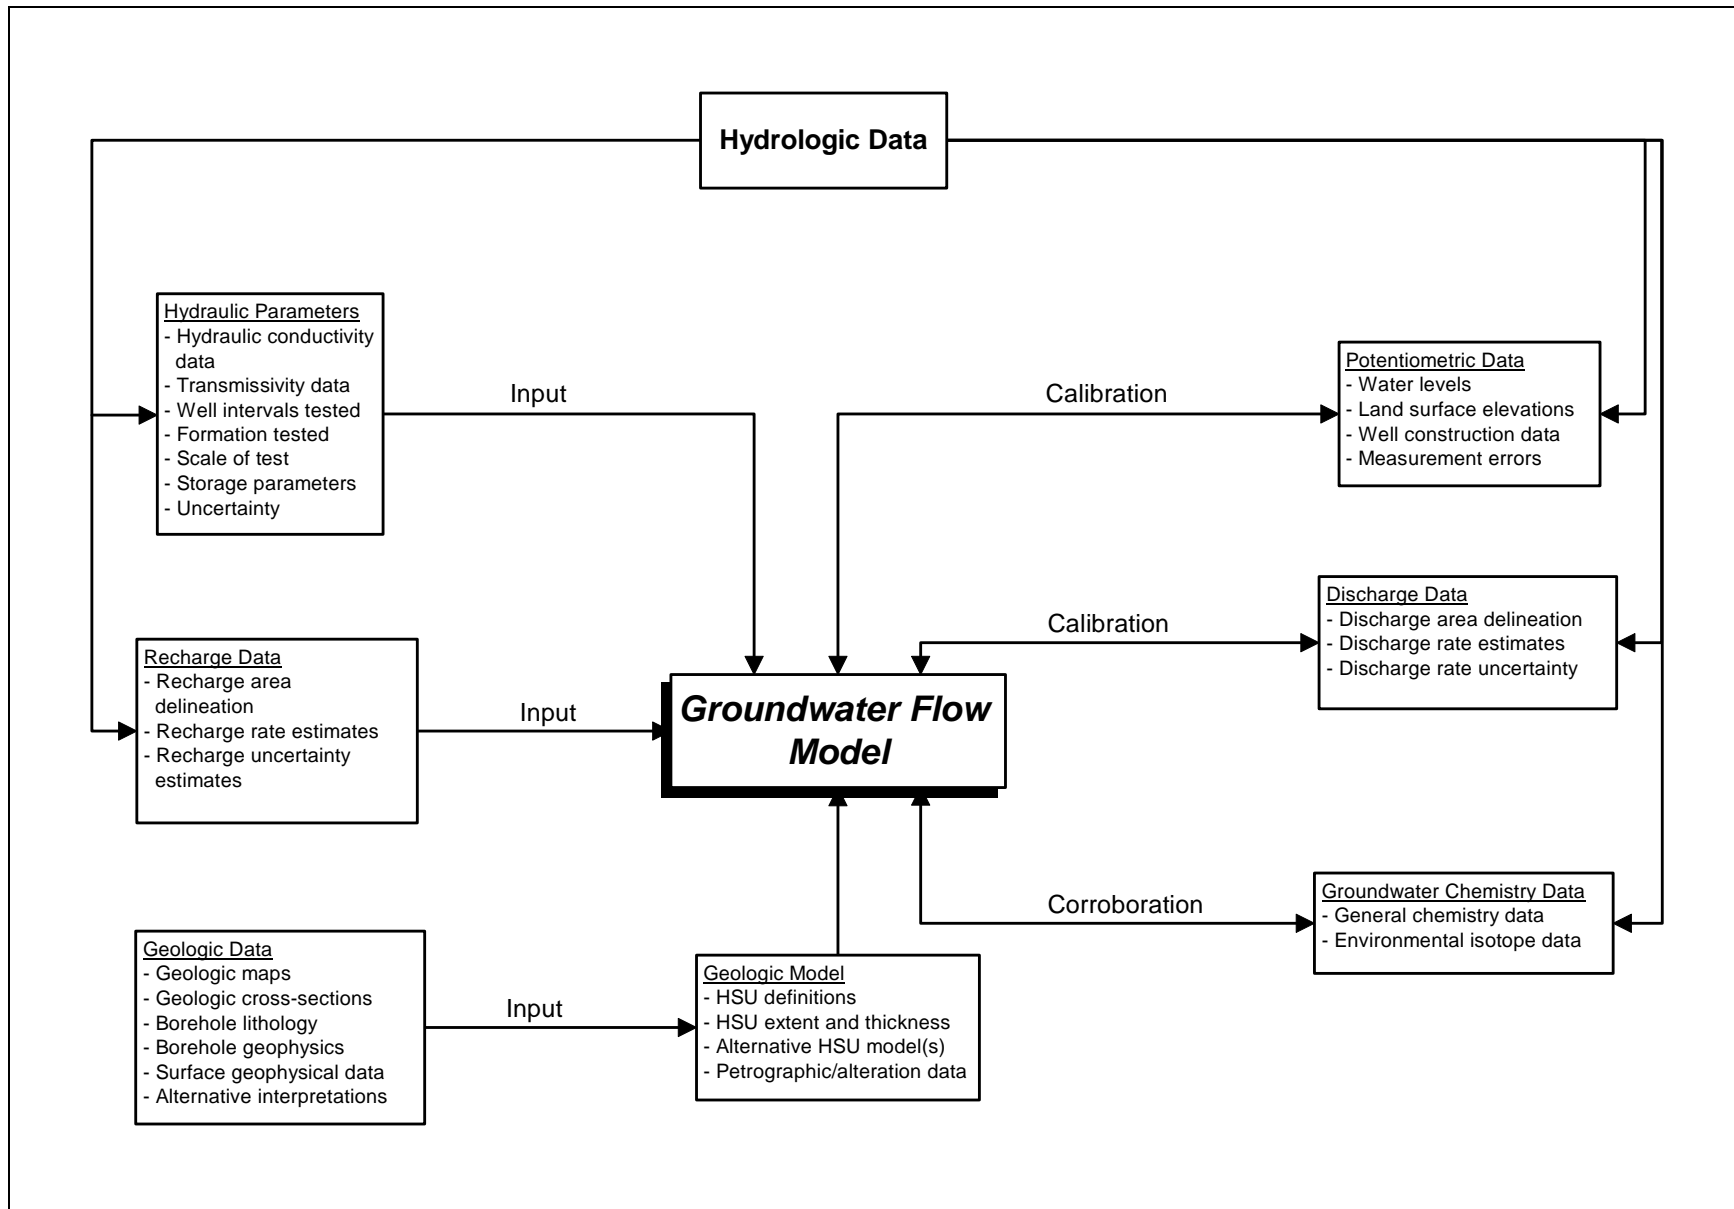 Hydrologic Data
Hydraulic Parameters
- Hydraulic conductivity
data
- Transmissivity data
- Well intervals tested
- Formation tested
- Scale of test
- Storage parameters
- Uncertainty
Input
Calibration
Potentiometric Data
- Water levels
- Land surface elevations
- Well construction data
- Measurement errors
Recharge Data
- Recharge area
delineation
- Recharge rate estimates
- Recharge uncertainty
estimates
Input
Groundwater Flow
Model
Calibration
Discharge Data
- Discharge area delineation
- Discharge rate estimates
- Discharge rate uncertainty
Corroboration
Groundwater Chemistry Data
- General chemistry data
- Environmental isotope data
Geologic Data
- Geologic maps
- Geologic cross-sections
- Borehole lithology
- Borehole geophysics
- Surface geophysical data
- Alternative interpretations
Input
Geologic Model
- HSU definitions
- HSU extent and thickness
- Alternative HSU model(s)
- Petrographic/alteration data